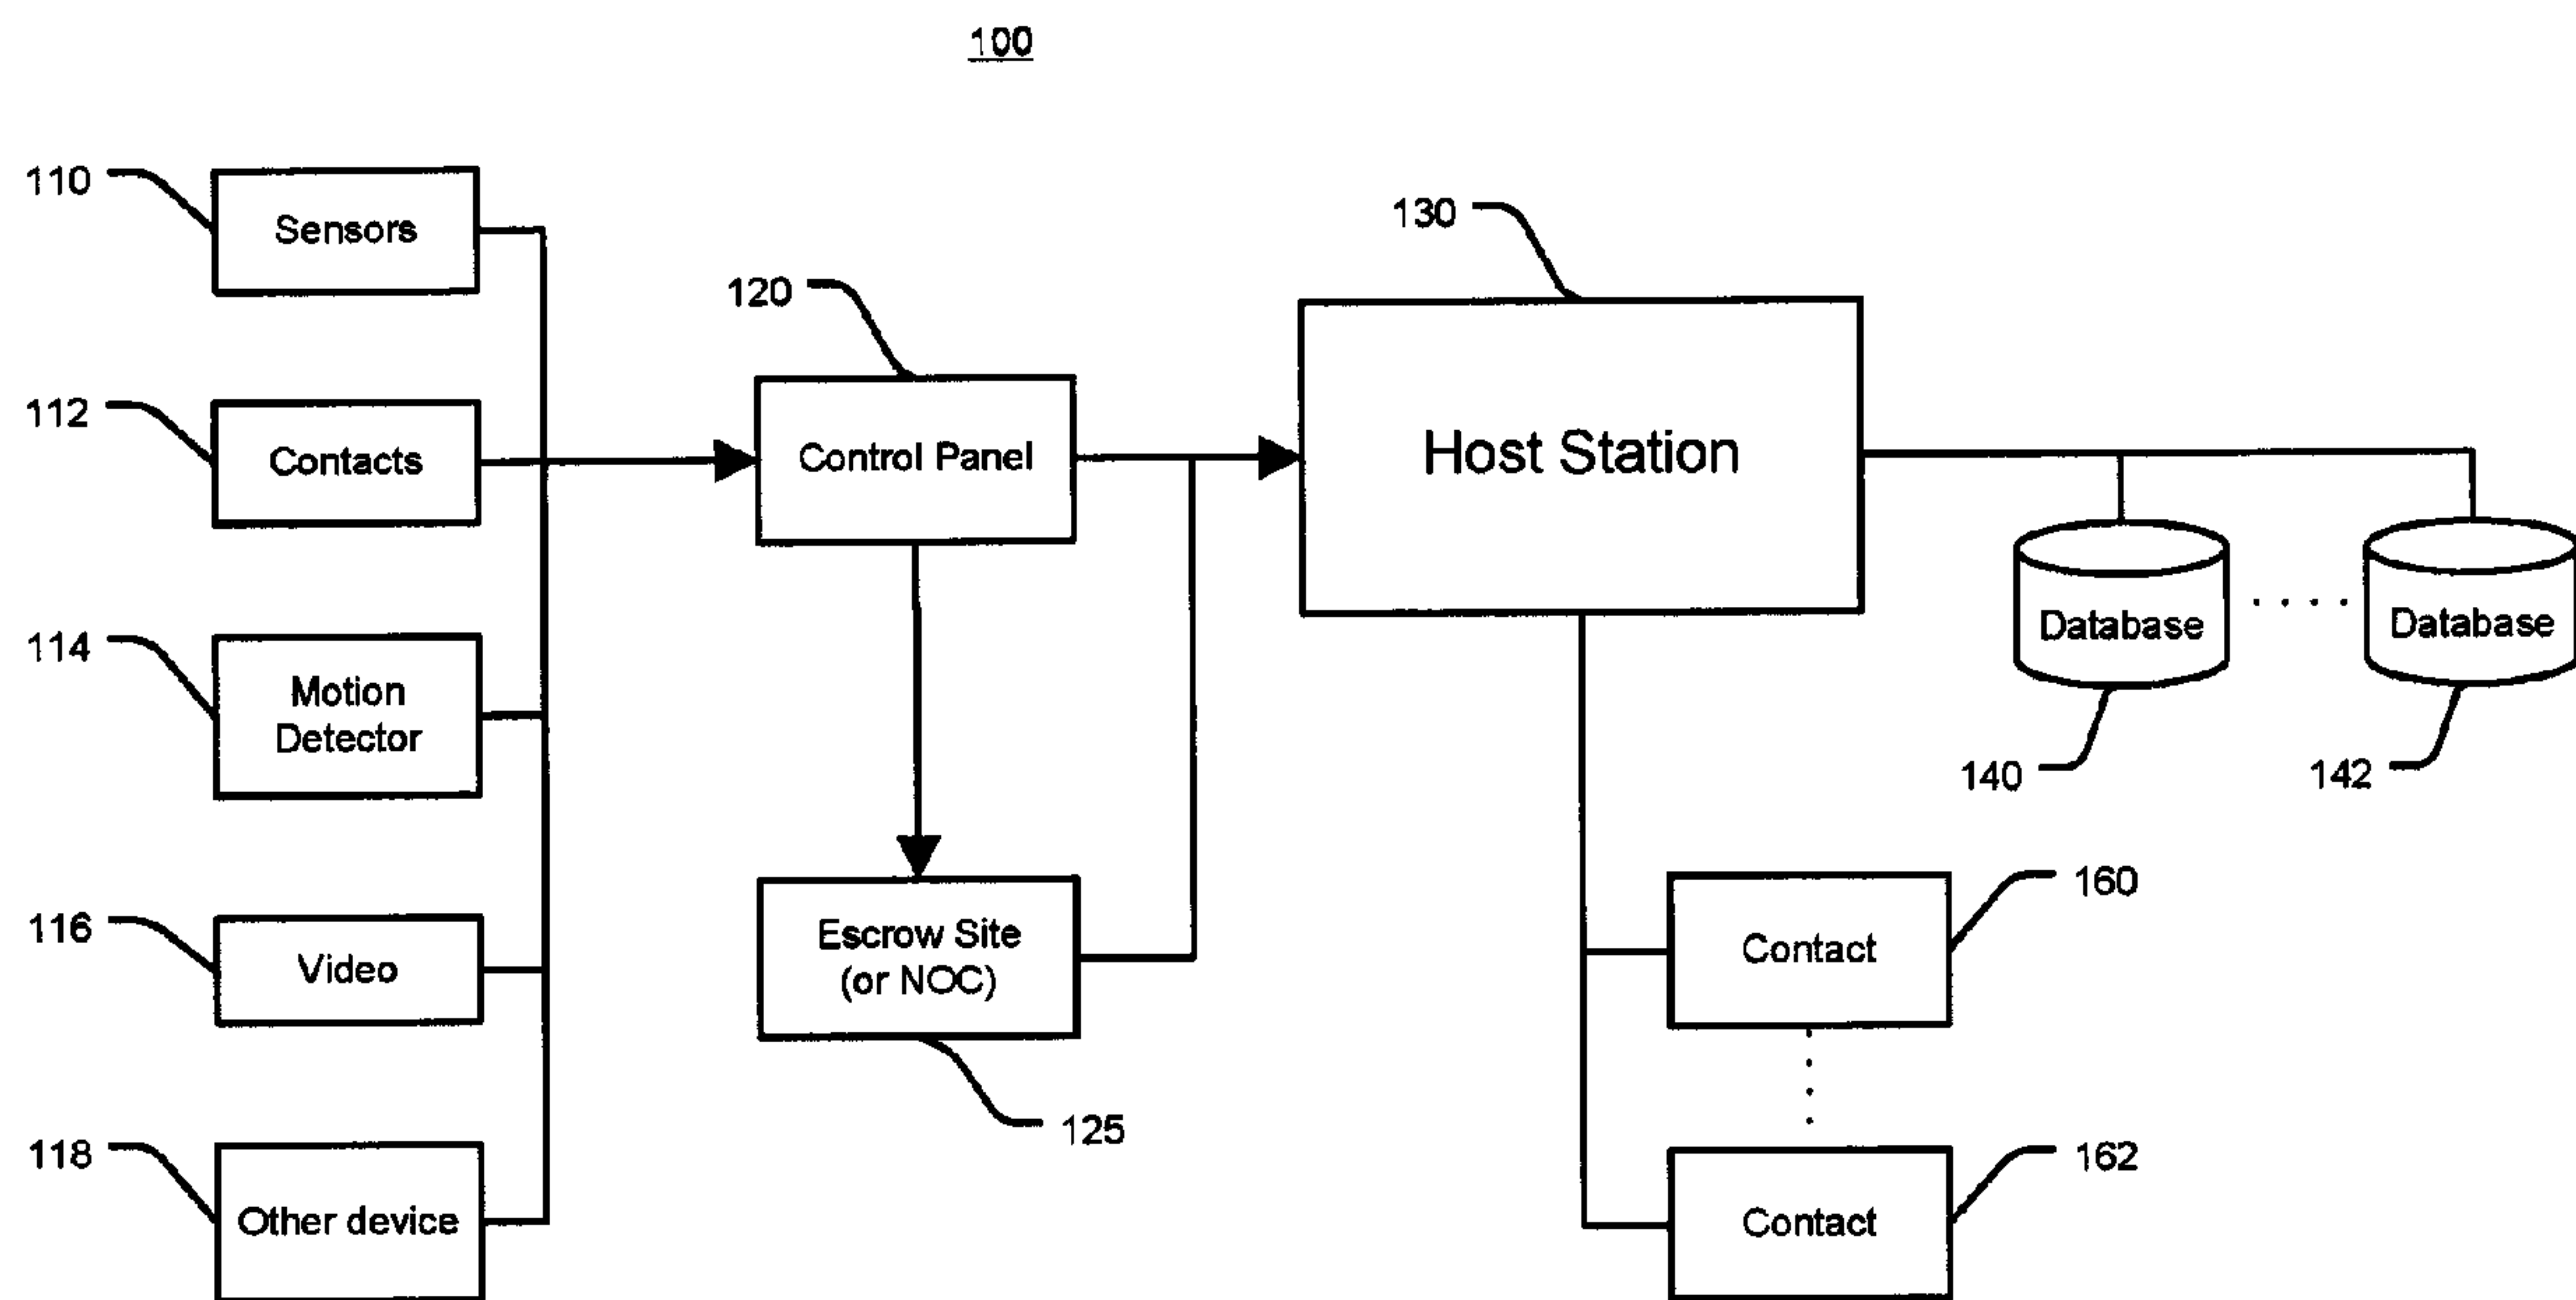 100
110
Sensors
112
Contacts
114
Motion
Detector
116
Video
118
Other device
120
Control Panel
Escrow Site
(or NOC)
125
130
Host Station
Database
Database
140
142
Contact
160
Contact
162